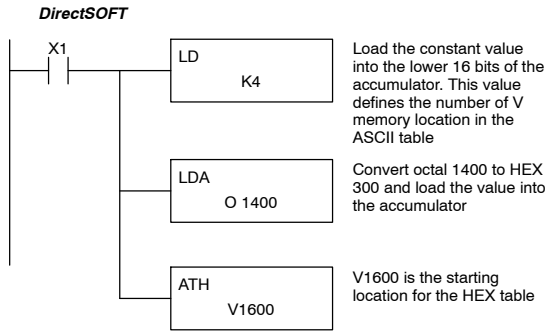 DirectSOFT
X1
LD
K4
Load the constant value
into the lower 16 bits of the
accumulator. This value
defines the number of V
memory location in the
ASCII table
LDA
O 1400
Convert octal 1400 to HEX
300 and load the value into
the accumulator
ATH
V1600
V1600 is the starting
location for the HEX table